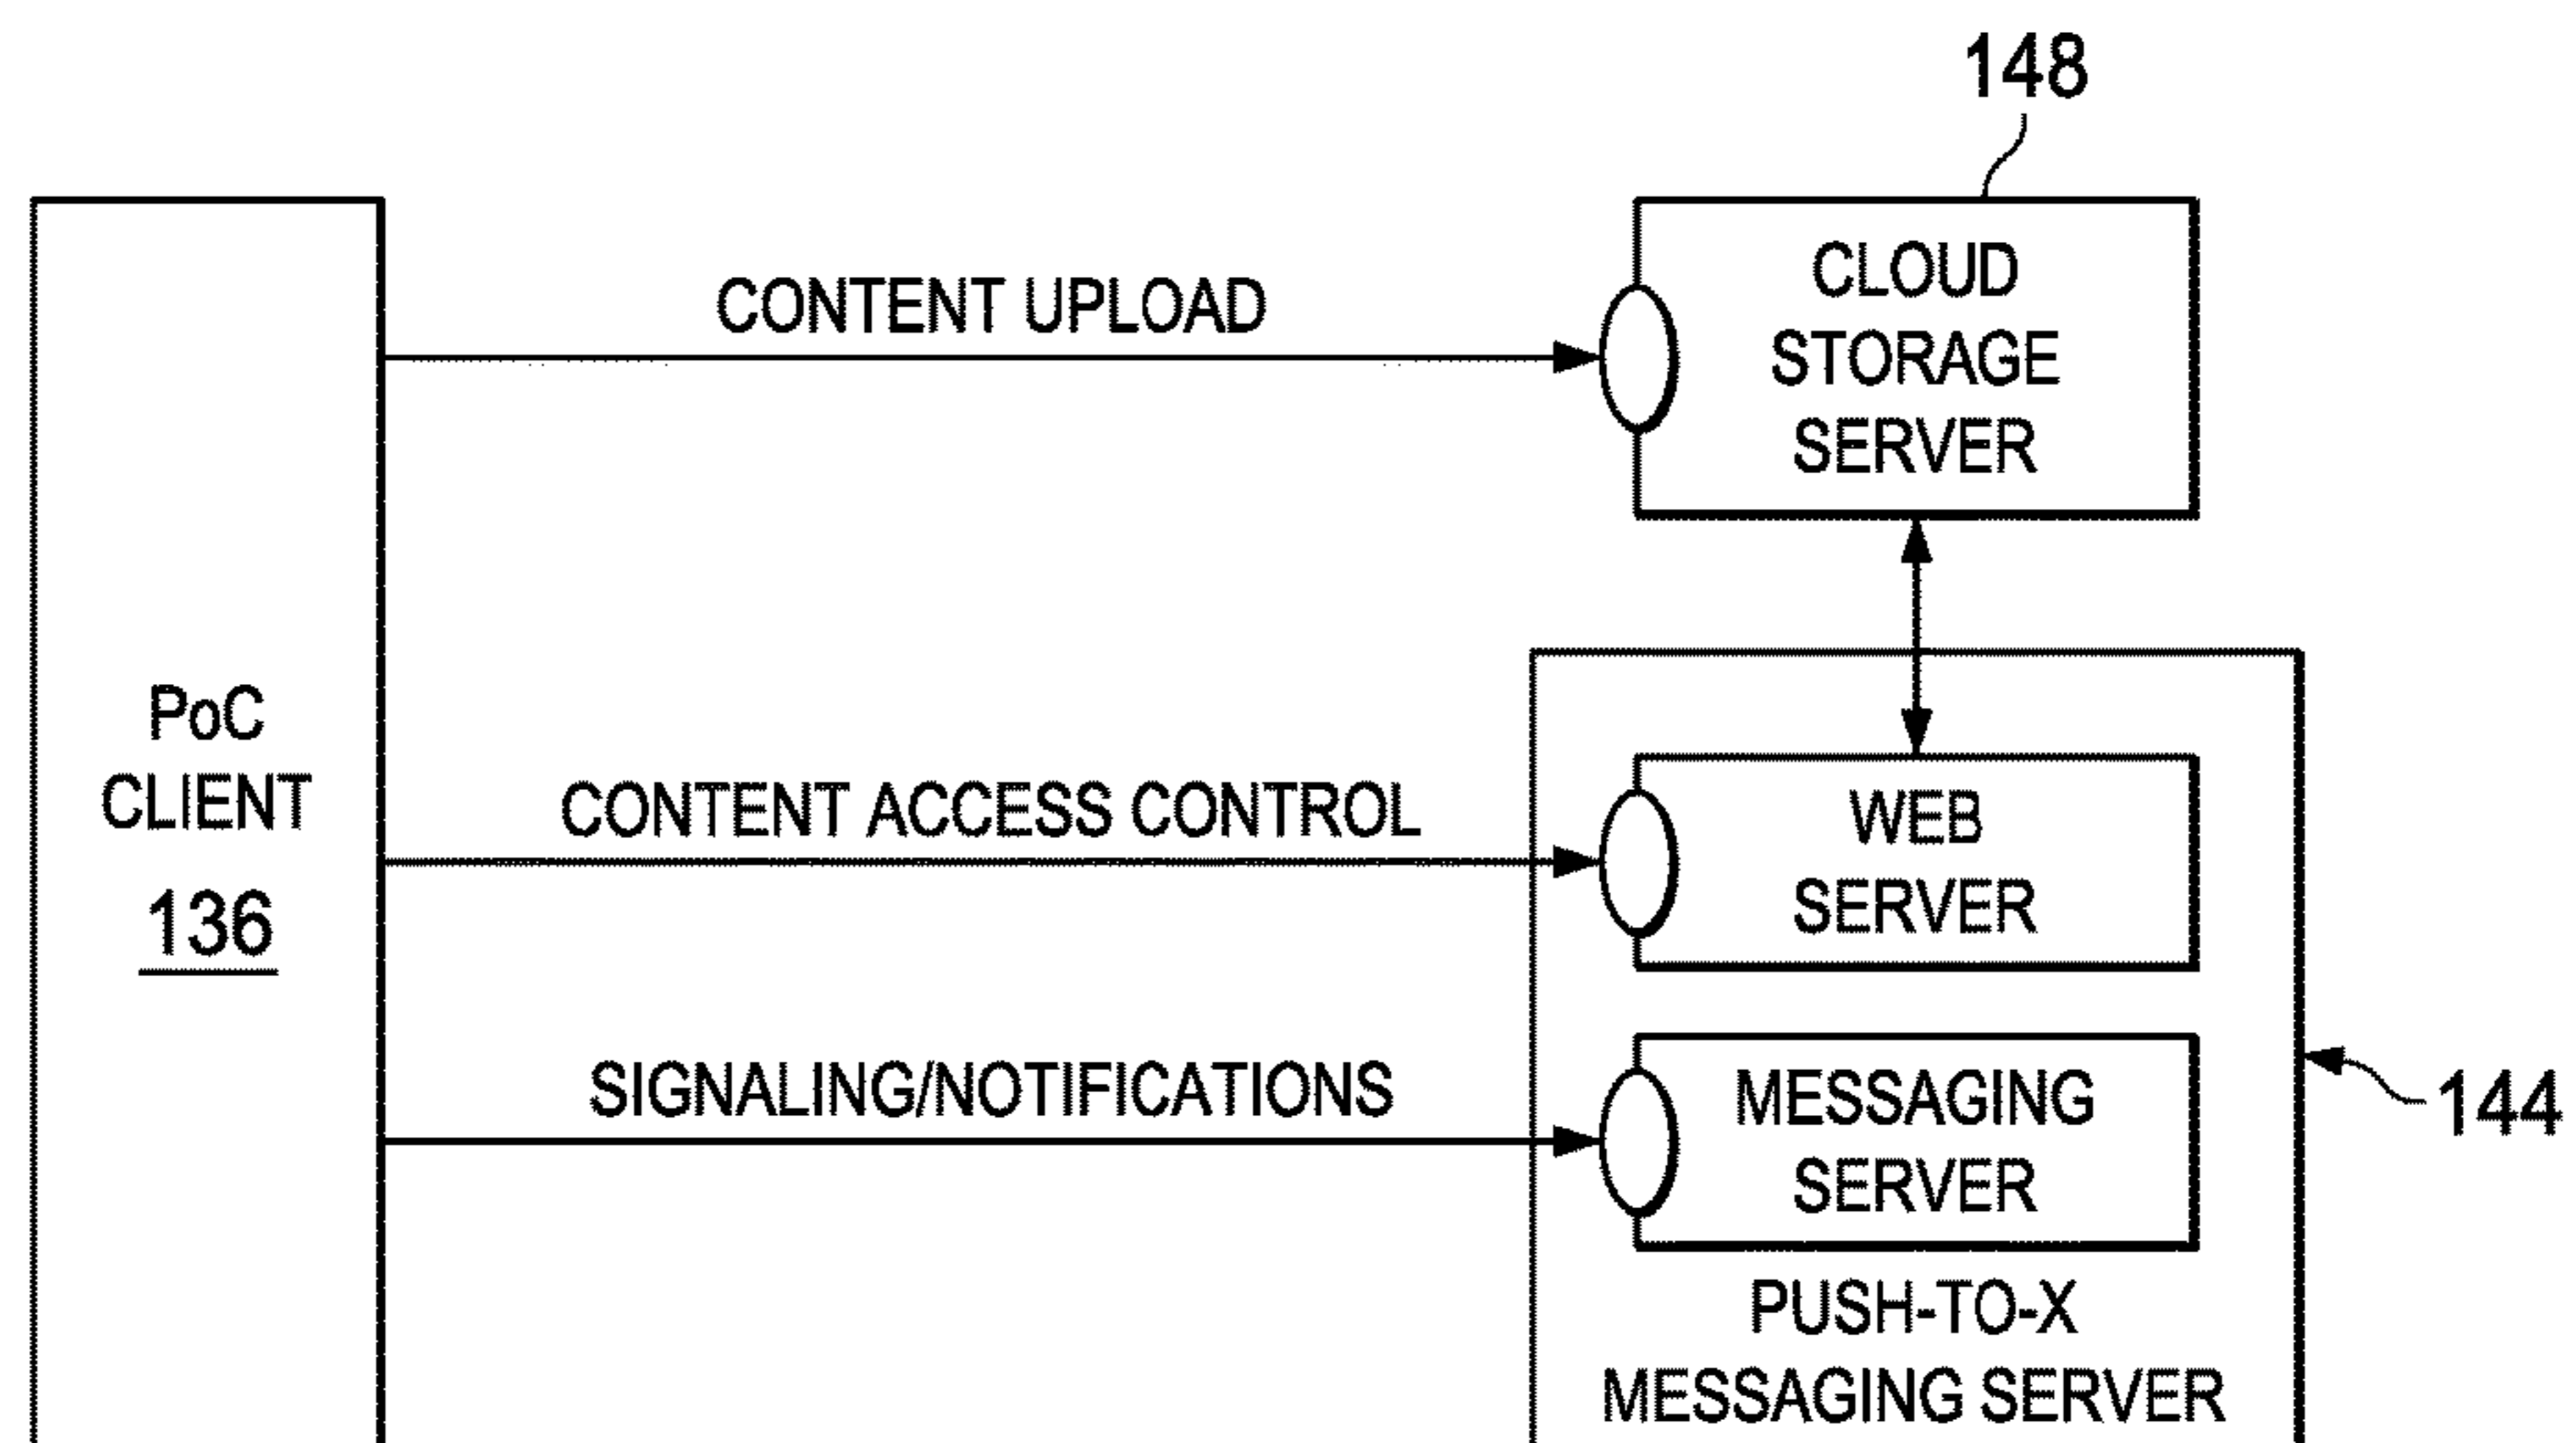 148
CLOUD
STORAGE
SERVER
CONTENT UPLOAD
PoC
CLIENT
136
CONTENT ACCESS CONTROL
WEB
SERVER
SIGNALING/NOTIFICATIONS
MESSAGING
SERVER
144
PUSH-TO-X
MESSAGING SERVER